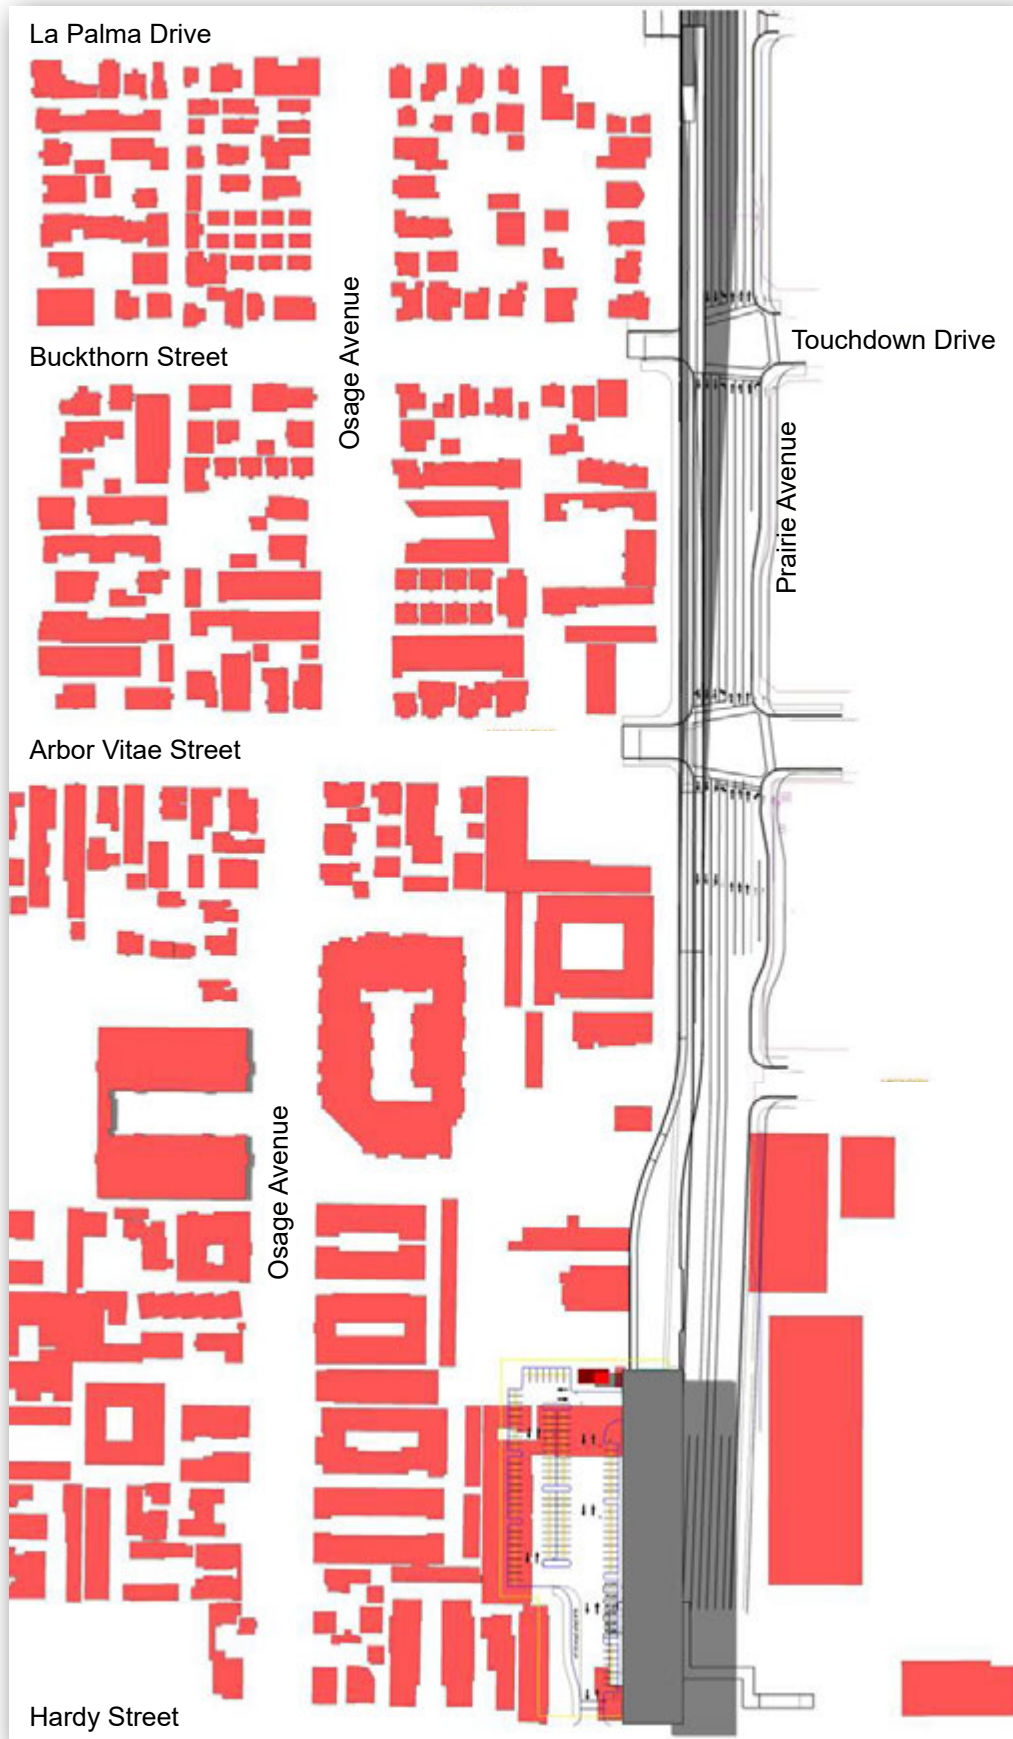 La Palma Drive
Osage Avenue
Touchdown Drive
Buckthorn Street
Prairie Avenue
Arbor Vitae Street
Osage Avenue
Hardy Street